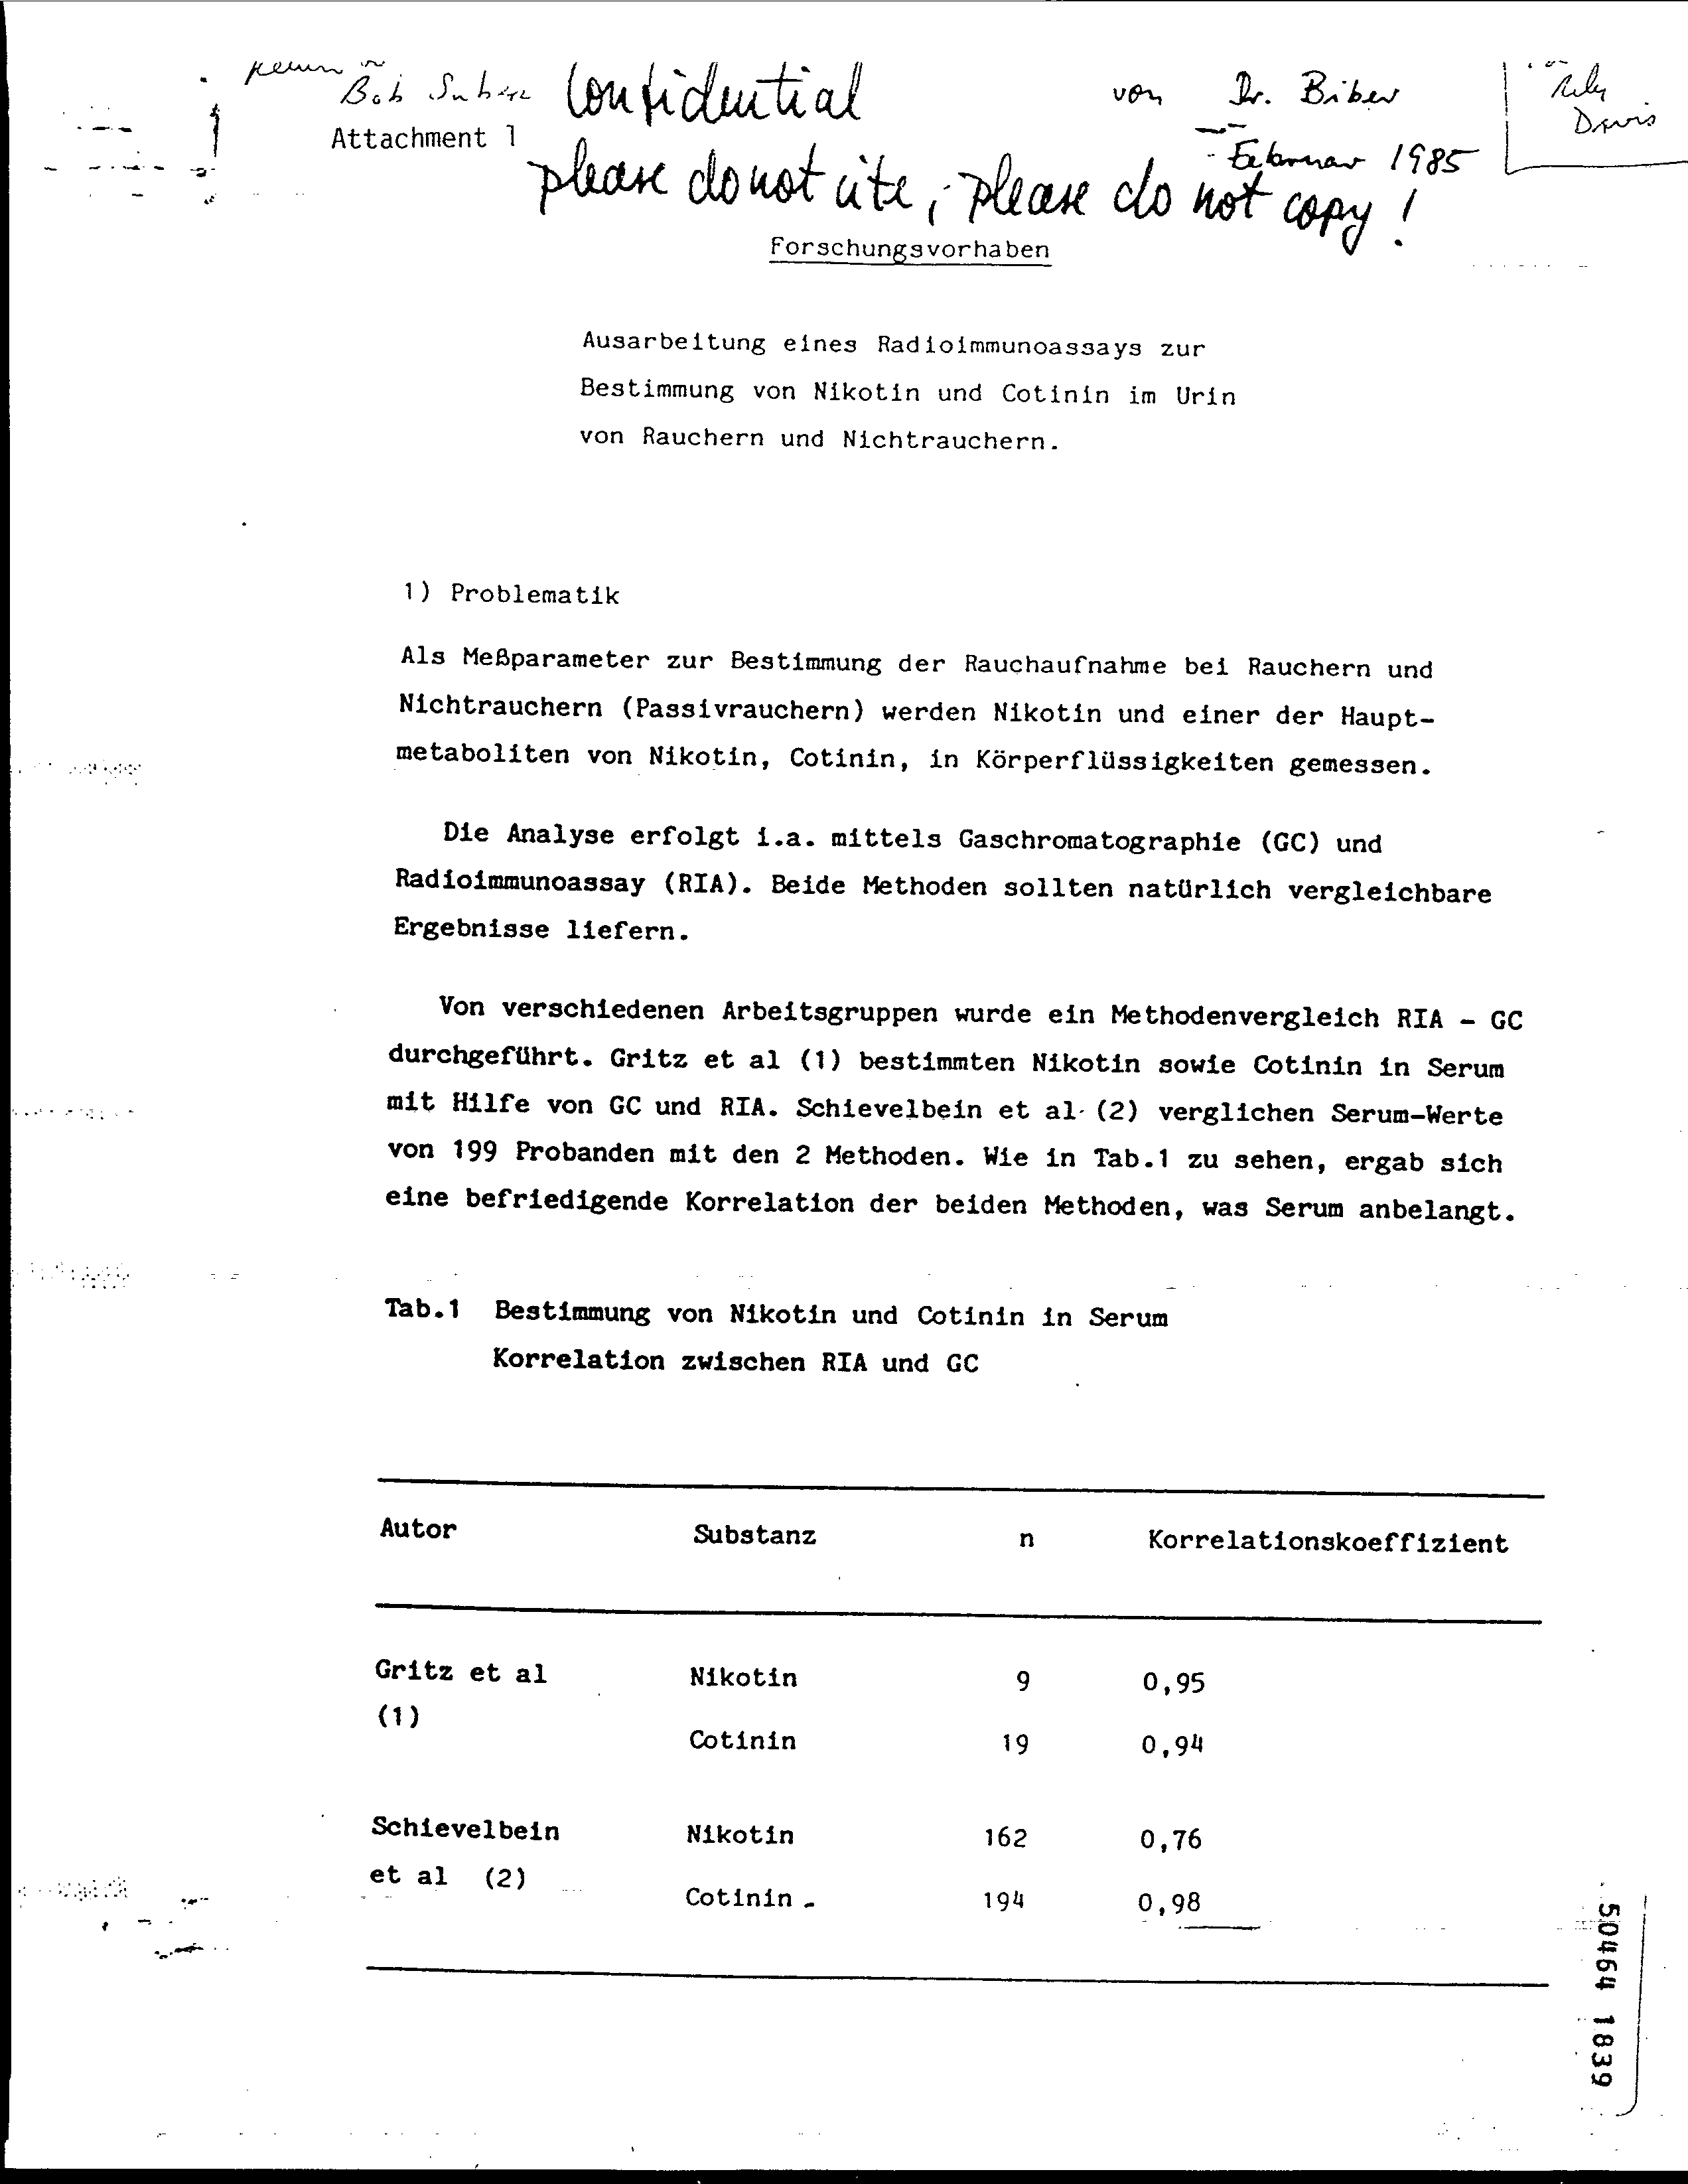 Confidential
von Dr. Biber
Attachment 1
Februar 1985
Davis
please do not cite, please do not copy!
Forschungsvorhaben
Ausarbeitung eines Radioimmunoassays zur
Bestimmung von Nikotin und Cotinin im Urin
von Rauchern und Nichtrauchern.
1) Problematik
Als Meßparameter zur Bestimmung der Rauchaufnahme bei Rauchern und
Nichtrauchern (Passivrauchern) werden Nikotin und einer der Haupt-
metaboliten von Nikotin, Cotinin, in Körperflüssigkeiten gemessen.
Die Analyse erfolgt i.a. mittels Gaschromatographie (GC) und
Radioimmunoassay (RIA). Beide Methoden sollten natürlich vergleichbare
Ergebnisse liefern.
Von verschiedenen Arbeitsgruppen wurde ein Methodenvergleich RIA - GC
durchgeführt. Gritz et al (1) bestimmten Nikotin sowie Cotinin in Serum
mit Hilfe von GC und RIA. Schievelbein et al (2) verglichen Serum-Werte
von 199 Probanden mit den 2 Methoden. Wie in Tab.1 zu sehen, ergab sich
eine befriedigende Korrelation der beiden Methoden, was Serum anbelangt.
Tab.1 Bestimmung von Nikotin und Cotinin in Serum
Korrelation zwischen RIA und GC
Autor Substanz n Korrelationskoeffizient
Gritz et al Nikotin 9 0,95
(1)
Cotinin 19 0,94
Schievelbein Nikotin 162 0,76
et al (2)
Cotinin 194 0,98
50464 1839